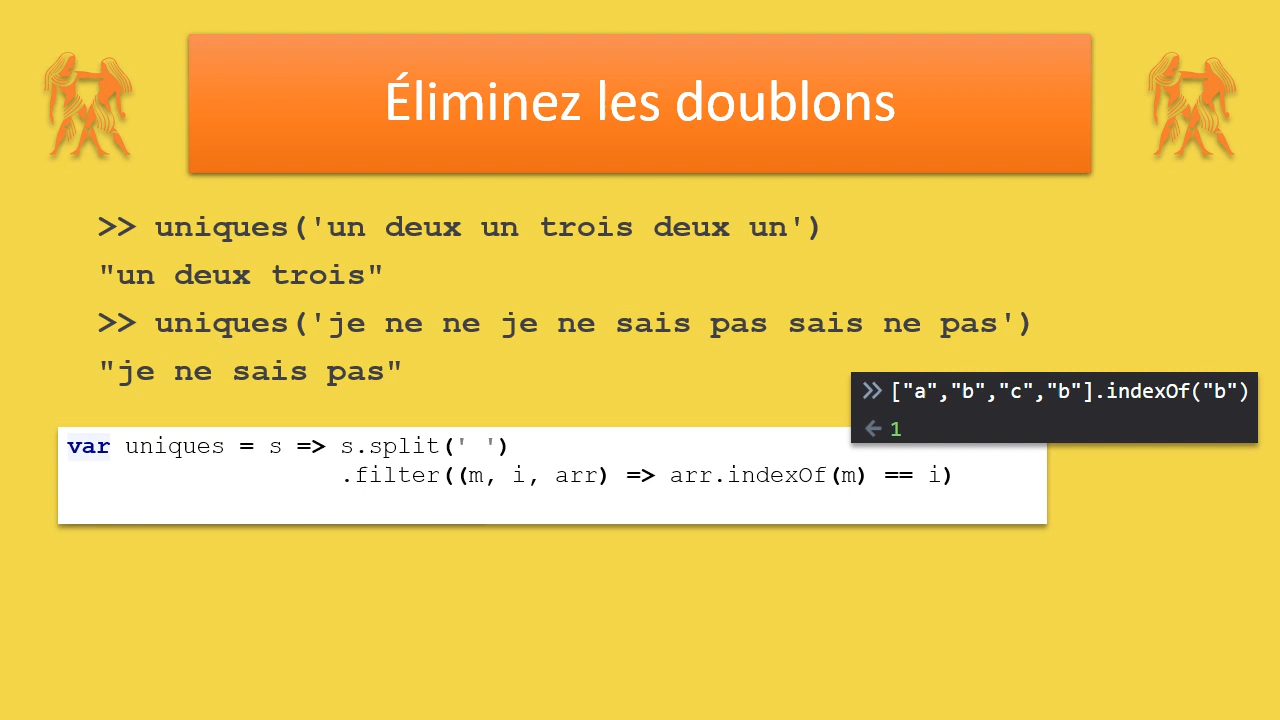 Éliminez les doublons
>> uniques('un deux un trois deux un')
"un deux trois"
>> uniques('je ne ne je ne sais pas sais ne pas')
"je ne sais pas"
["a","b","c","b"].indexOf("b")
1
var uniques = s => s.split(' ')
.filter((m, i, arr) => arr.indexOf(m) == i)